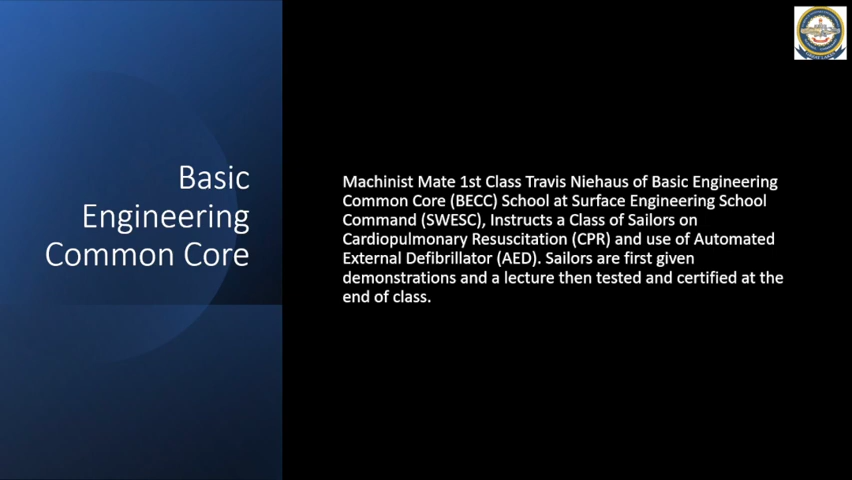 Basic
Engineering
Common Core
Machinist Mate 1st Class Travis Niehaus of Basic Engineering
Common Core (BECC) School at Surface Engineering School
Command (SWESC), Instructs a Class of Sailors on
Cardiopulmonary Resuscitation (CPR) and use of Automated
External Defibrillator (AED). Sailors are first given
demonstrations and a lecture then tested and certified at the
end of class.